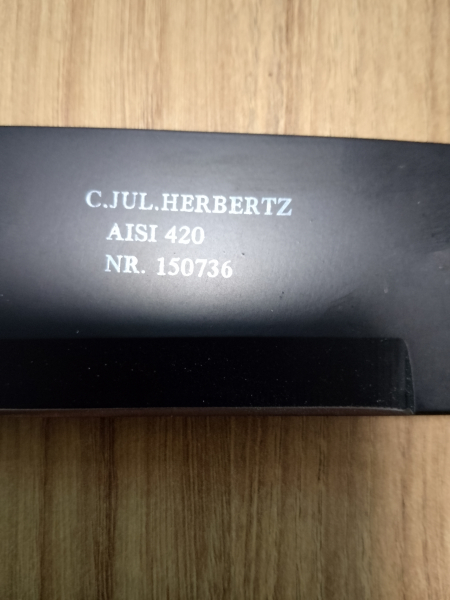 C.JUL.HERBERTZ
AISI 420
NR. 150736